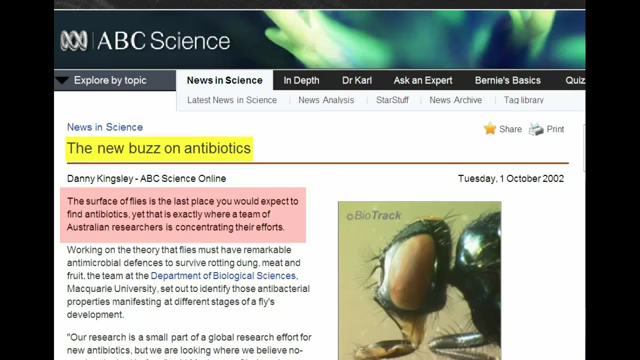 ABC Science
Explore by topic
News in Science
In Depth
Dr Karl
Ask an Expert
Bernie's Basics
Quiz
Latest News in Science
News Analysis
StarStuff
News Archive
Tag library
News in Science
Share
Print
The new buzz on antibiotics
Danny Kingsley - ABC Science Online
Tuesday, 1 October 2002
The surface of flies is the last place you would expect to
find antibiotics, yet that is exactly where a team of
Australian researchers is concentrating their efforts.
©BioTrack
Working on the theory that flies must have remarkable
antimicrobial defences to survive rotting dung, meat and
fruit, the team at the Department of Biological Sciences,
Macquarie University, set out to identify those antibacterial
properties manifesting at different stages of a fly's
development.
"Our research is a small part of a global research effort for
new antibiotics, but we are looking where we believe no-